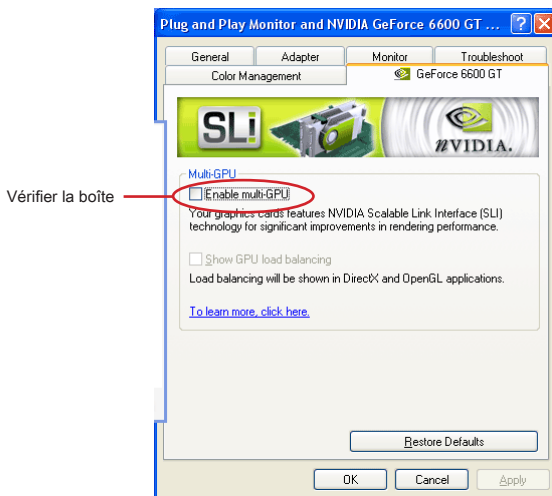 Plug and Play Monitor and NVIDIA GeForce 6600 GT ...
General Adapter Monitor Troubleshoot
Color Management GeForce 6600 GT
SLI nVIDIA.
Multi-GPU
Vérifier la boîte
Enable multi-GPU
Your graphics cards features NVIDIA Scalable Link Interface (SLI)
technology for significant improvements in rendering performance.
Show GPU load balancing
Load balancing will be shown in DirectX and OpenGL applications.
To learn more, click here.
Restore Defaults
OK Cancel Apply